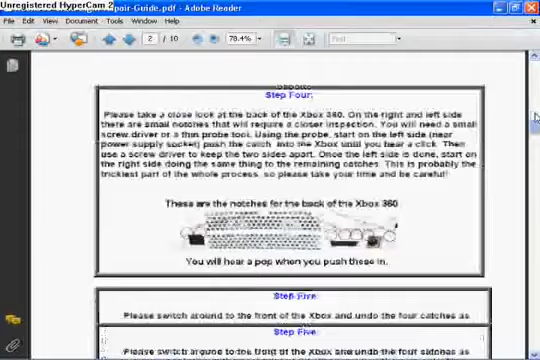 Unregistered HyperCam 2
pair-Guide.pdf - Adobe Reader
File Edit View Document Tools Window Help
2 / 10 79.4% Find
Step Four:
Please take a close look at the back of the Xbox 360. On the right and left side
there are small notches that will require a closer inspection. You will need a small
screw driver or a thin probe tool. Using the probe, start on the left side (near
power supply socket) push the catch into the Xbox until you hear a click. Then
use a screw driver to keep the two sides apart. Once the left side is done, start on
the right side doing the same thing to the remaining catches. This is probably the
trickiest part of the whole process, so please take your time and be careful!
These are the notches for the back of the Xbox 360
You will hear a pop when you push these in.
Step Five:
Please switch around to the front of the Xbox and undo the four catches as
Step Five:
Please switch around to the front of the Xbox and undo the four catches as